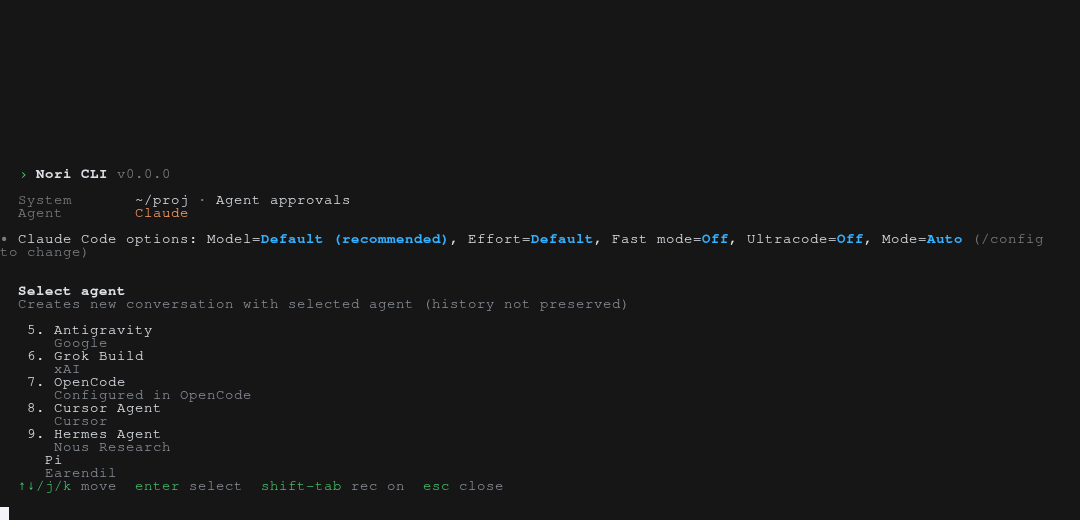 › Nori CLI v0.0.0
System ~/proj · Agent approvals
Agent Claude
• Claude Code options: Model=Default (recommended), Effort=Default, Fast mode=Off, Ultracode=Off, Mode=Auto (/config
to change)
Select agent
Creates new conversation with selected agent (history not preserved)
5. Antigravity
Google
6. Grok Build
xAI
7. OpenCode
Configured in OpenCode
8. Cursor Agent
Cursor
9. Hermes Agent
Nous Research
Pi
Earendil
↑↓/j/k move enter select shift-tab rec on esc close